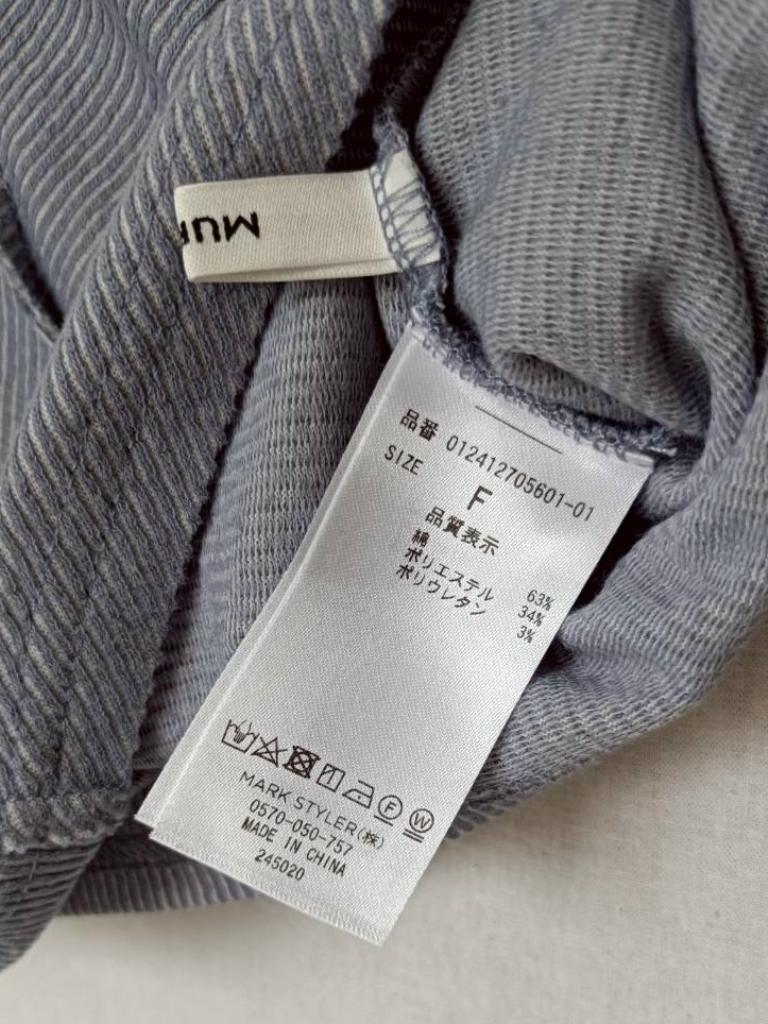 品番 012412705601-01
SIZE
F
品質表示
綿 63%
ポリエステル 34%
ポリウレタン 3%
F
W
MARK STYLER(株)
0570-050-757
MADE IN CHINA
245020